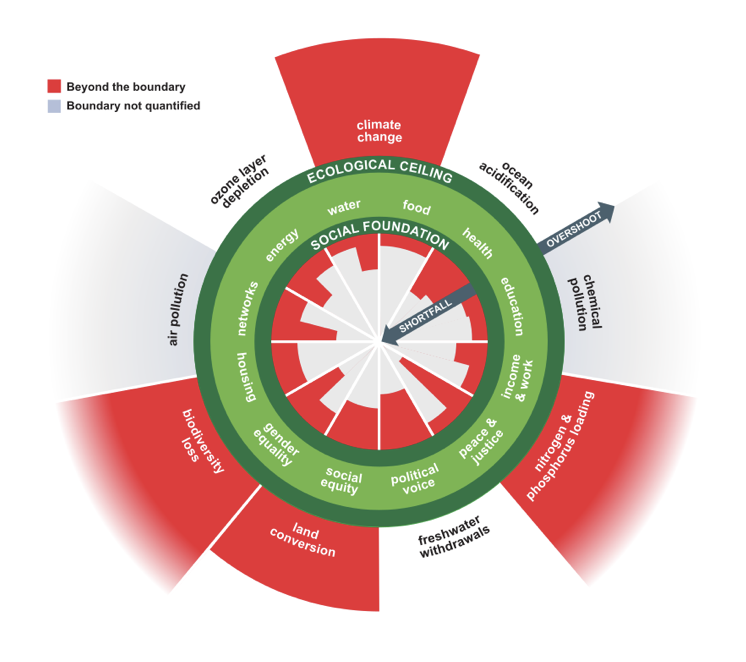 Beyond the boundary
Boundary not quantified
climate
change
ozone layer
depletion
ECOLOGICAL CEILING
ocean
acidification
water
food
SOCIAL FOUNDATION
energy
health
OVERSHOOT
air pollution
networks
SHORTFALL
education
chemical
pollution
housing
income
& work
biodiversity
loss
gender
equality
peace &
justice
nitrogen &
phosphorus loading
social
equity
political
voice
land
conversion
freshwater
withdrawals